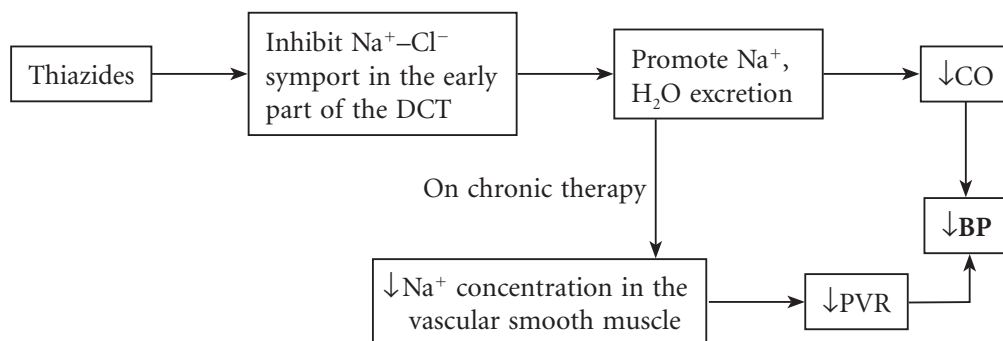 Thiazides
Inhibit Na⁺–Cl⁻
symport in the early
part of the DCT
Promote Na⁺,
H₂O excretion
↓CO
On chronic therapy
↓BP
↓Na⁺ concentration in the
vascular smooth muscle
↓PVR